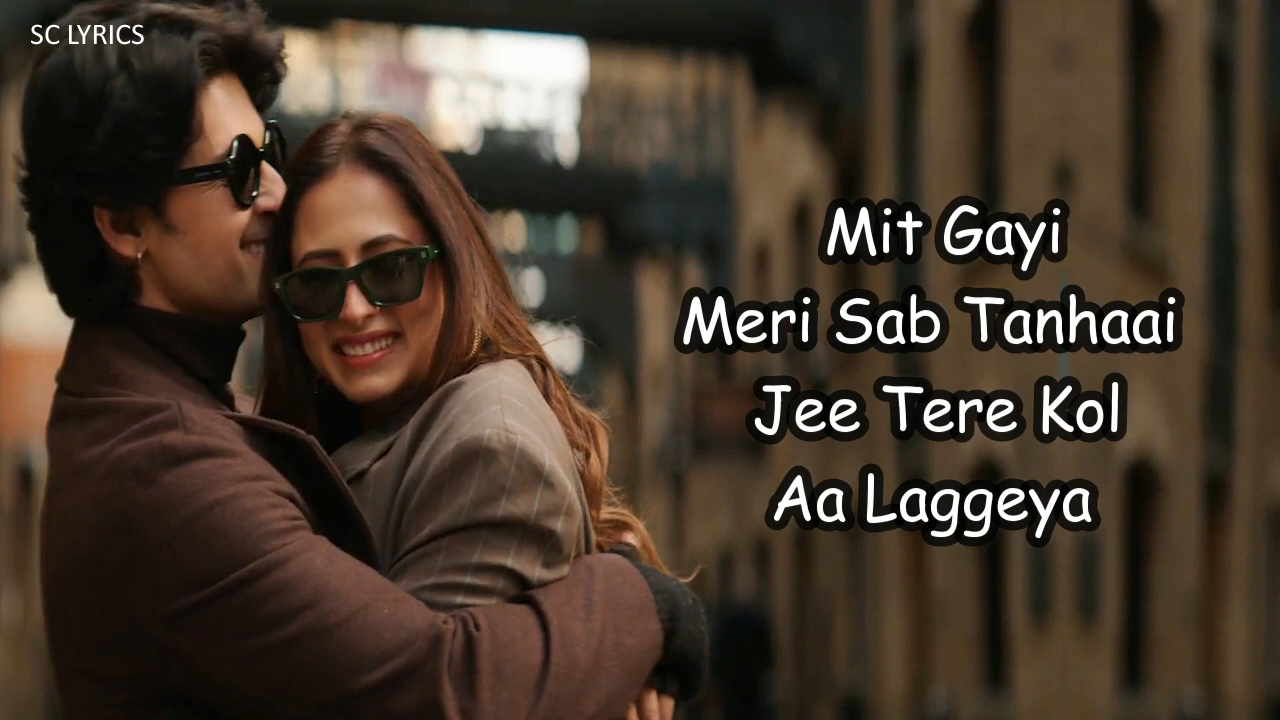 SC LYRICS
Mit Gayi
Meri Sab Tanhaai
Jee Tere Kol
Aa Laggeya